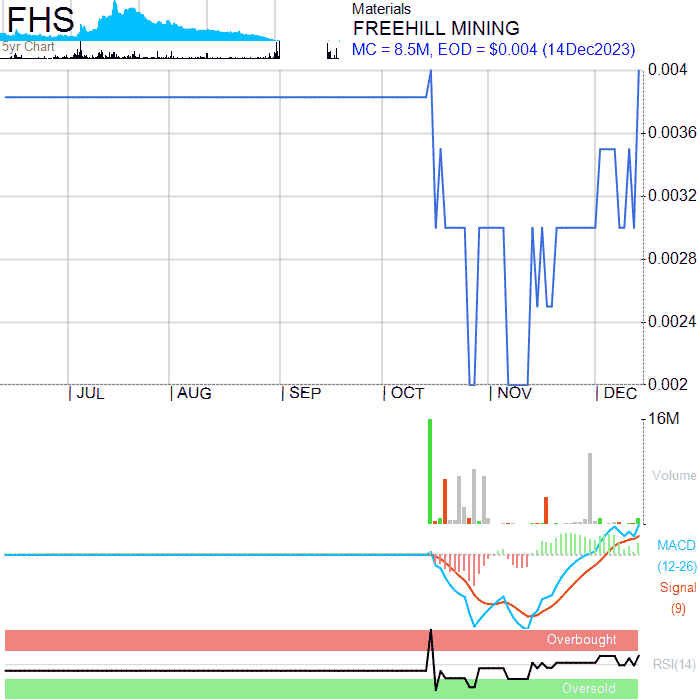 FHS
5yr Chart
Materials
FREEHILL MINING
MC = 8.5M, EOD = $0.004 (14Dec2023)
0.004
0.0036
0.0032
0.0028
0.0024
0.002
JUL AUG SEP OCT NOV DEC
16M
Volume
MACD
(12-26)
Signal
(9)
Overbought
RSI(14)
Oversold